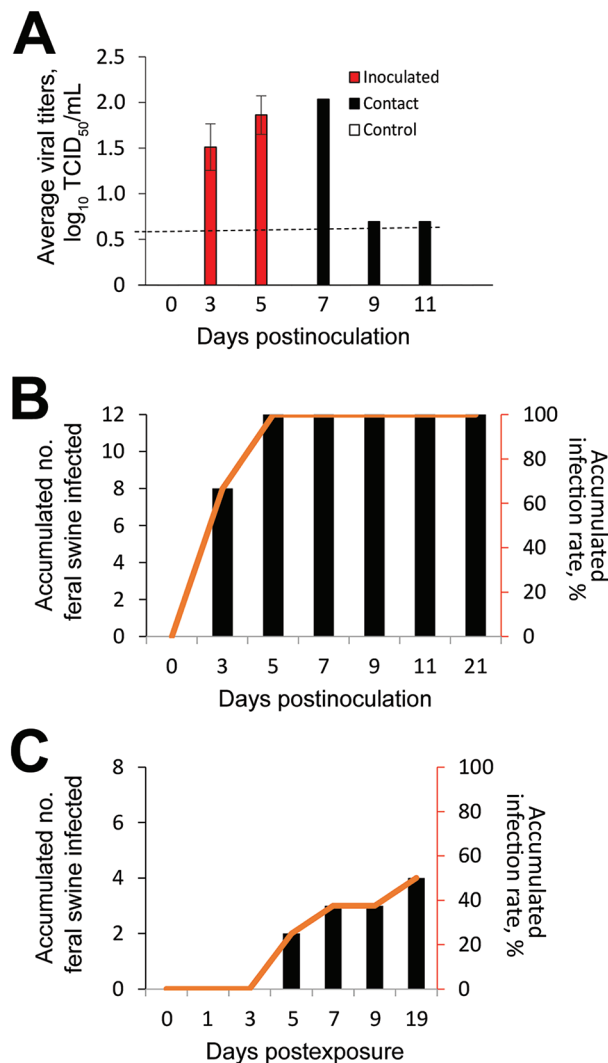 A
Average viral titers,
log10 TCID50/mL
2.5
2.0
1.5
1.0
0.5
0
Inoculated
Contact
Control
0 3 5 7 9 11
Days postinoculation
B
Accumulated no.
feral swine infected
12
10
8
6
4
2
0
100
80
60
40
20
0
Accumulated
infection rate, %
0 3 5 7 9 11 21
Days postinoculation
C
Accumulated no.
feral swine infected
8
6
4
2
0
100
80
60
40
20
0
Accumulated
infection rate, %
0 1 3 5 7 9 19
Days postexposure